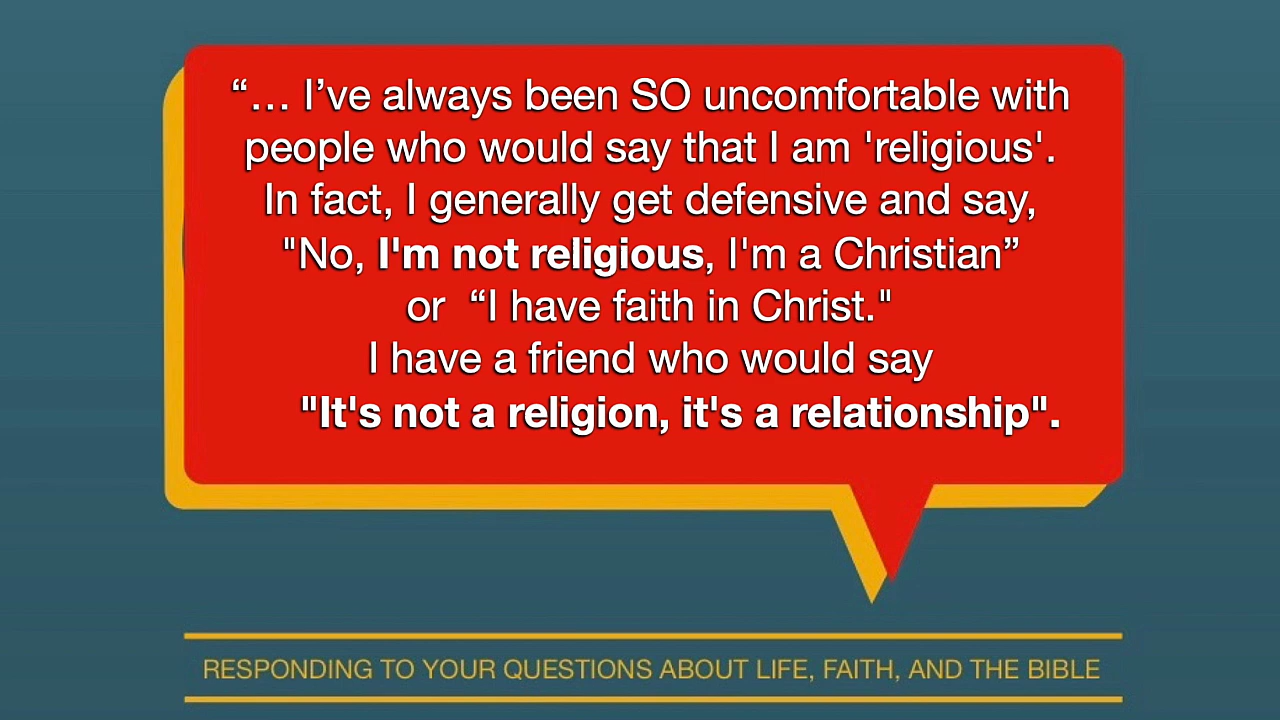 “… I’ve always been SO uncomfortable with
people who would say that I am 'religious'.
In fact, I generally get defensive and say,
"No, I'm not religious, I'm a Christian”
or “I have faith in Christ."
I have a friend who would say
"It's not a religion, it's a relationship".
RESPONDING TO YOUR QUESTIONS ABOUT LIFE, FAITH, AND THE BIBLE